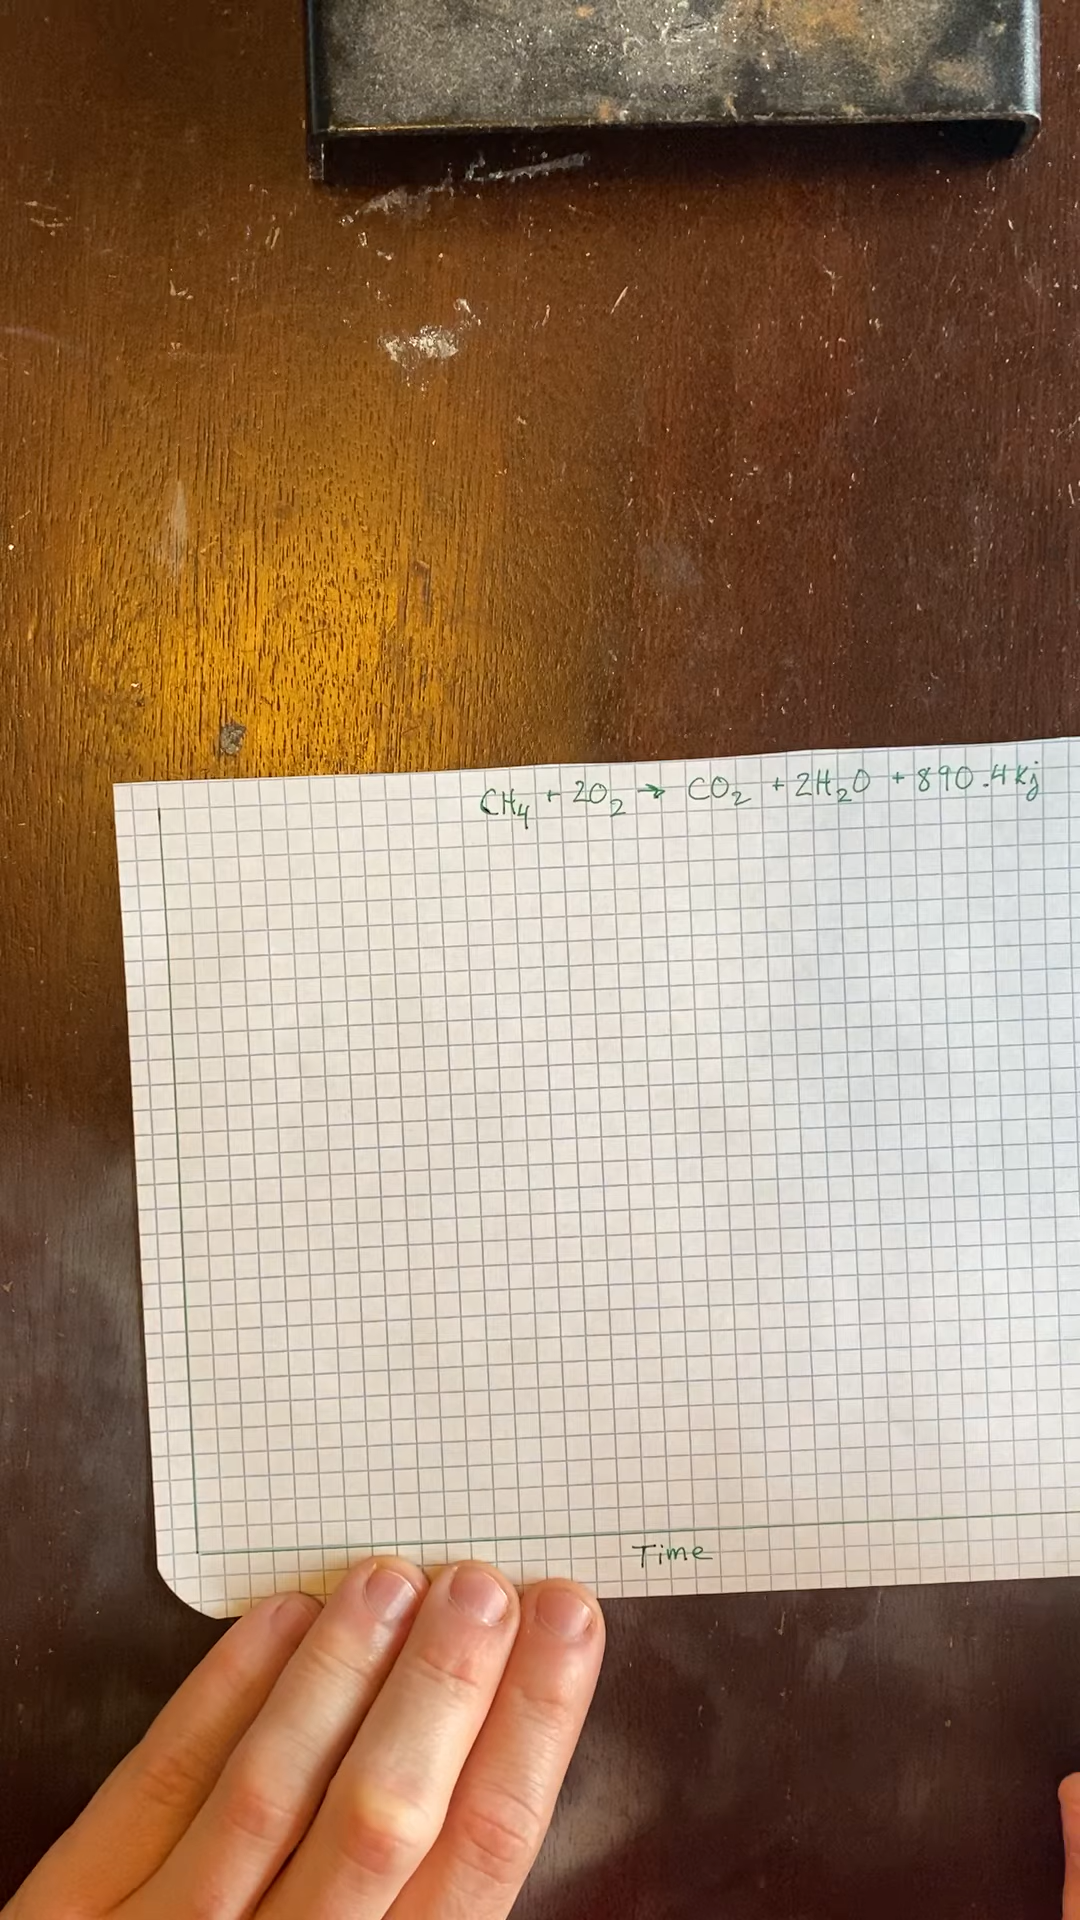 CH₄ + 2O₂ → CO₂ + 2H₂O + 890.4 Kj
Time